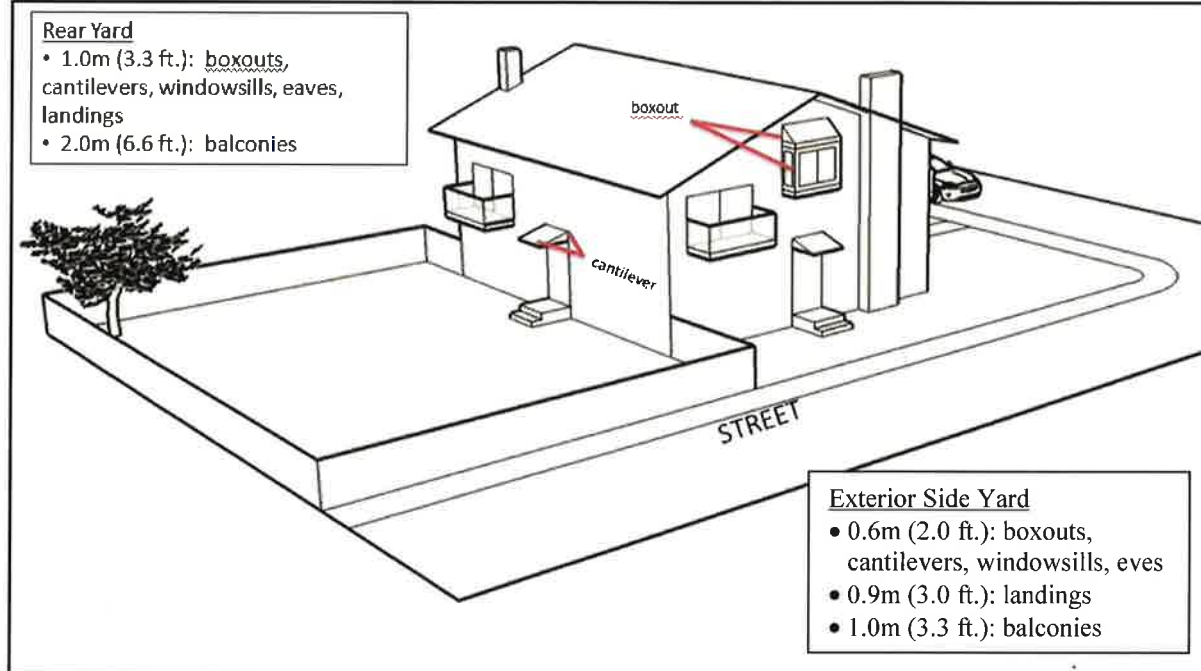 Rear Yard
• 1.0m (3.3 ft.): boxouts,
cantilevers, windowsills, eaves,
landings
• 2.0m (6.6 ft.): balconies
boxout
cantilever
STREET
Exterior Side Yard
• 0.6m (2.0 ft.): boxouts,
cantilevers, windowsills, eves
• 0.9m (3.0 ft.): landings
• 1.0m (3.3 ft.): balconies